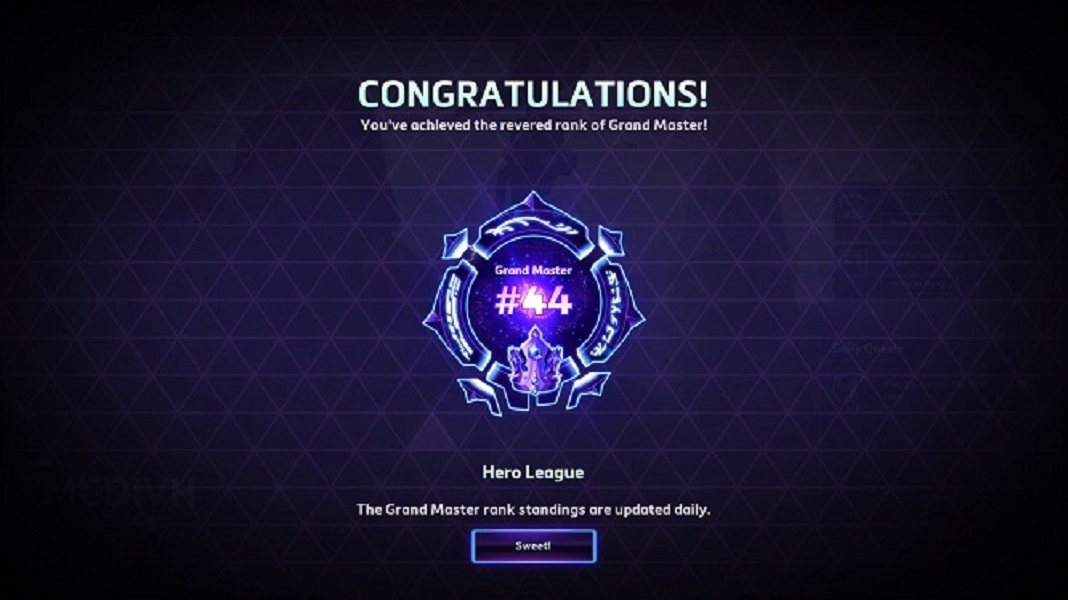 CONGRATULATIONS!
You've achieved the revered rank of Grand Master!
Grand Master
#44
Hero League
The Grand Master rank standings are updated daily.
Sweet!